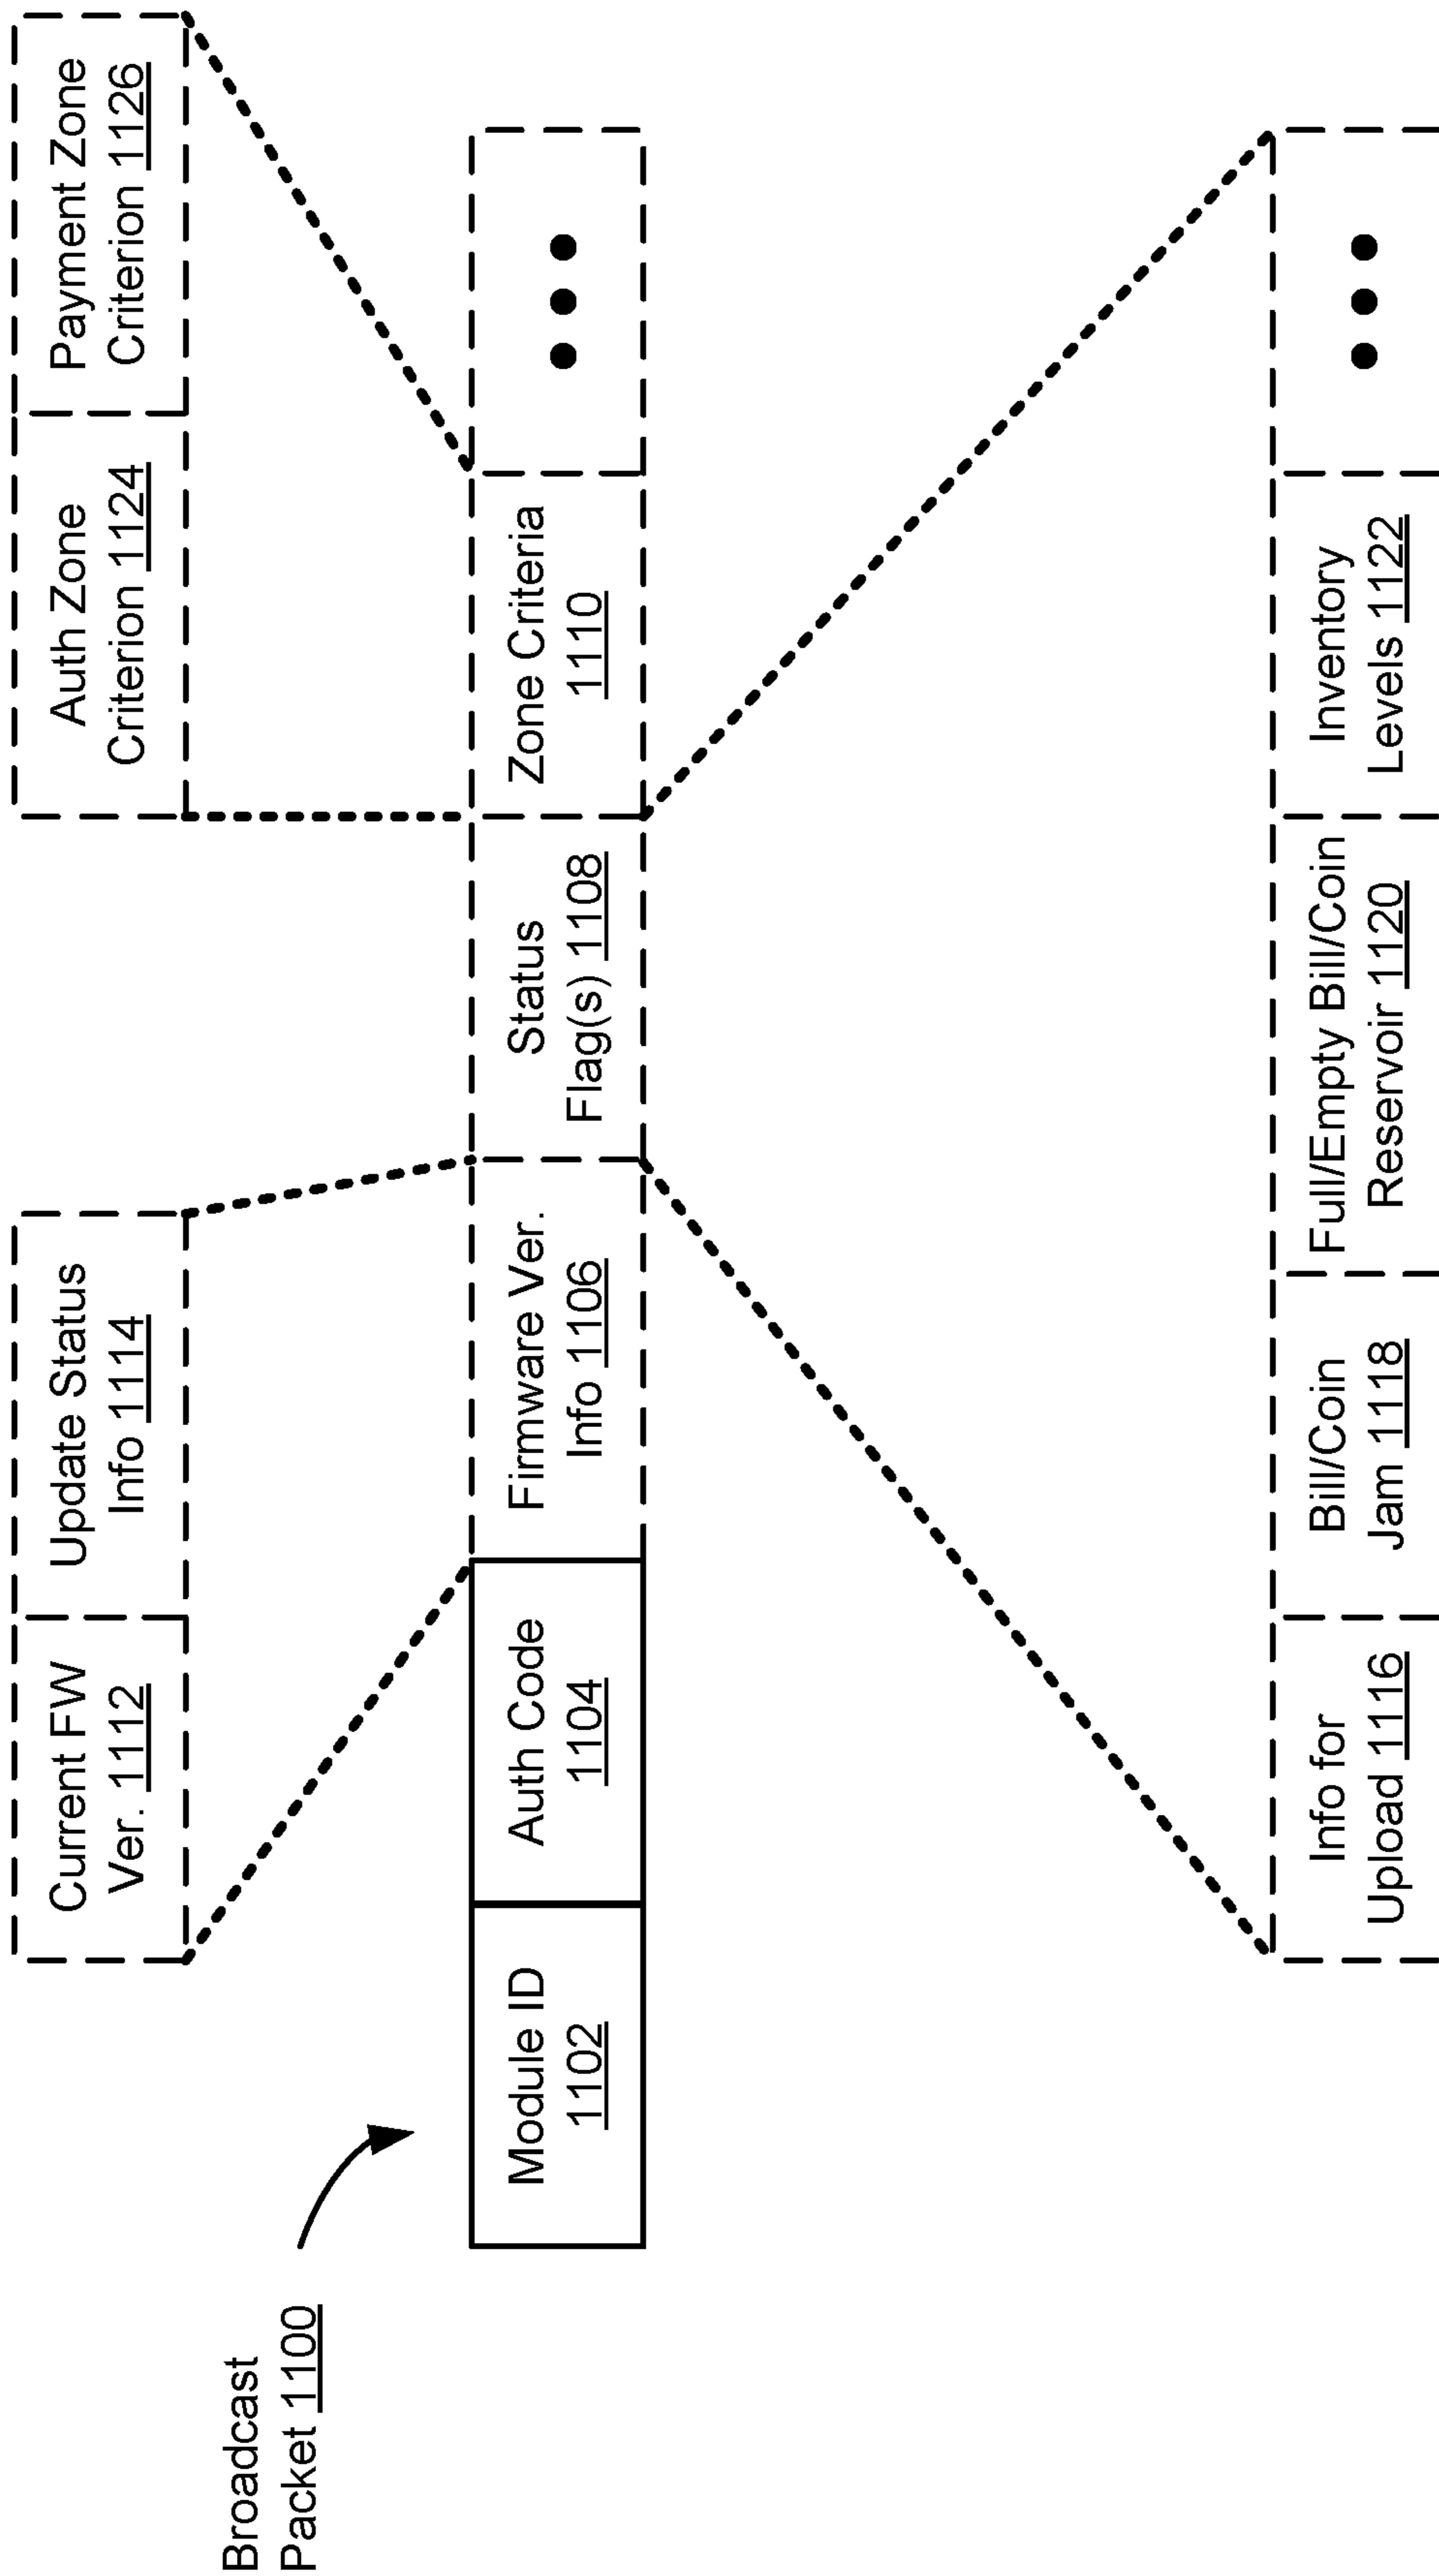 Current FW
Ver. 1112
Update Status
Info 1114
Auth Zone
Criterion 1124
Payment Zone
Criterion 1126
Broadcast
Packet 1100
Module ID
1102
Auth Code
1104
Firmware Ver.
Info 1106
Status
Flag(s) 1108
Zone Criteria
1110
Info for
Upload 1116
Bill/Coin
Jam 1118
Full/Empty Bill/Coin
Reservoir 1120
Inventory
Levels 1122